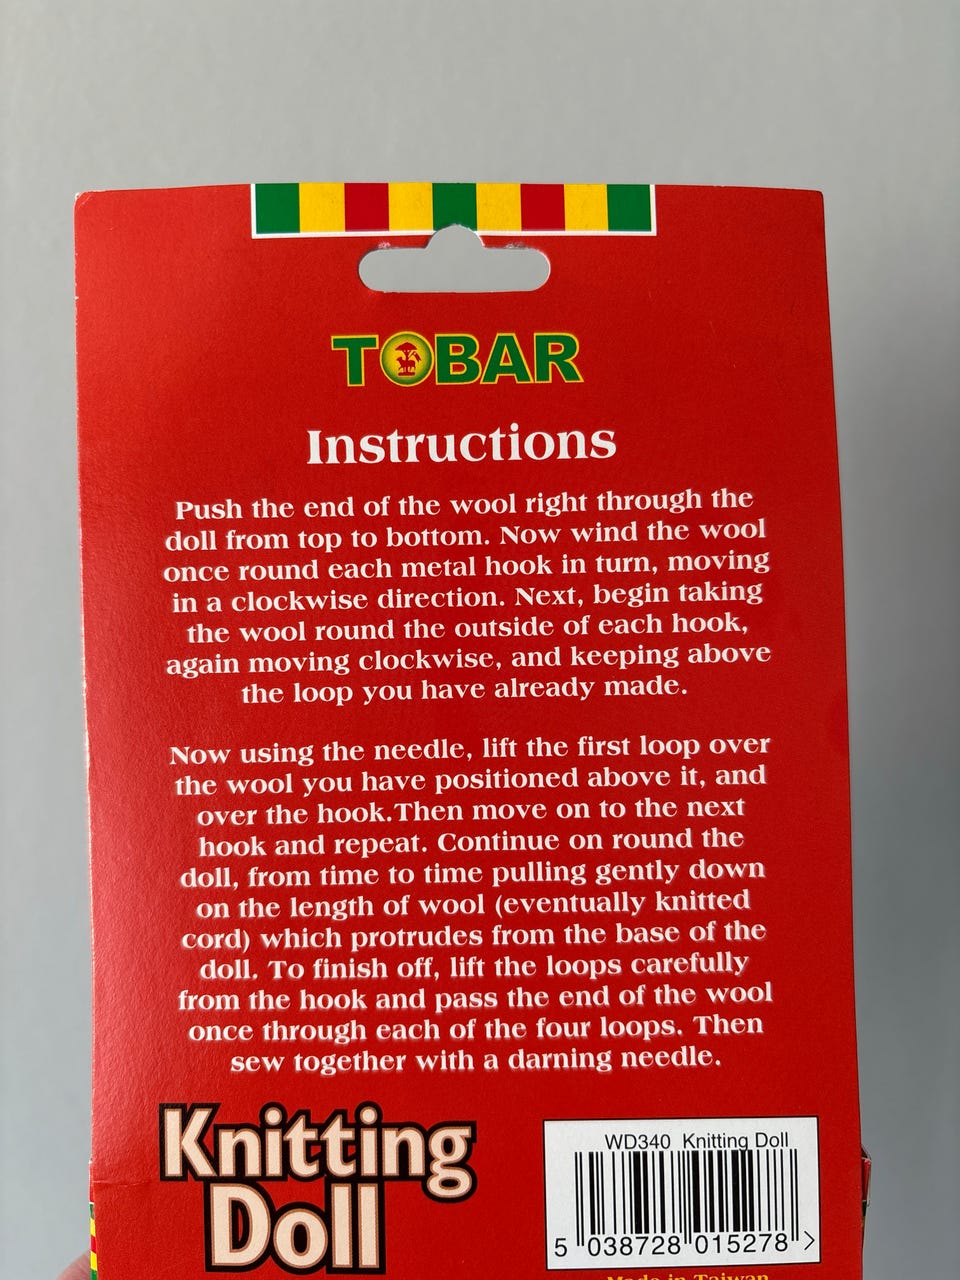 TOBAR
Instructions
Push the end of the wool right through the
doll from top to bottom. Now wind the wool
once round each metal hook in turn, moving
in a clockwise direction. Next, begin taking
the wool round the outside of each hook,
again moving clockwise, and keeping above
the loop you have already made.
Now using the needle, lift the first loop over
the wool you have positioned above it, and
over the hook.Then move on to the next
hook and repeat. Continue on round the
doll, from time to time pulling gently down
on the length of wool (eventually knitted
cord) which protrudes from the base of the
doll. To finish off, lift the loops carefully
from the hook and pass the end of the wool
once through each of the four loops. Then
sew together with a darning needle.
Knitting
Doll
WD340 Knitting Doll
5 038728 015278 >
Made in Taiwan